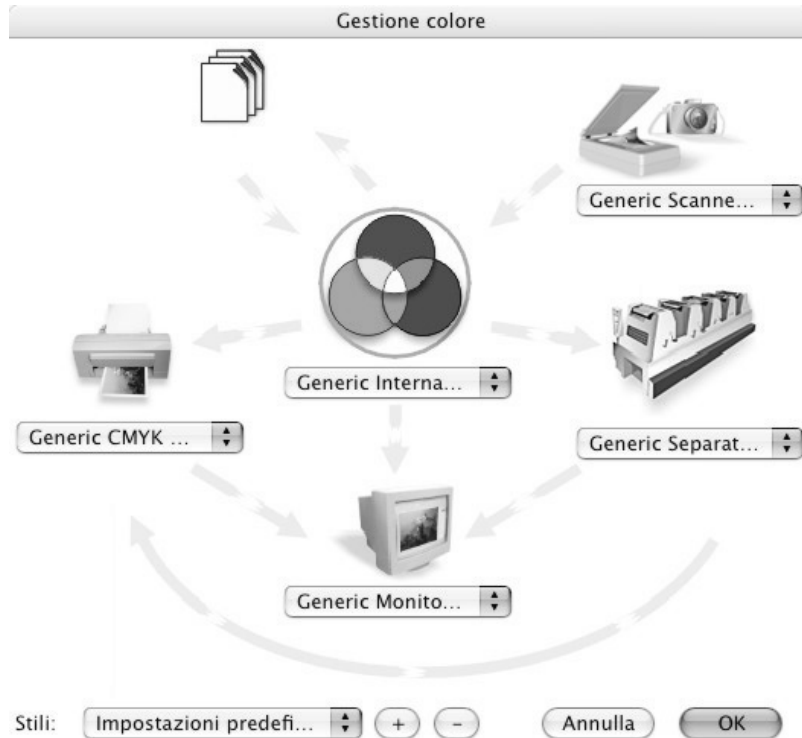 Gestione colore
Generic Scanne...
Generic Interna...
Generic CMYK ...
Generic Separat...
Generic Monito...
Stili:
Impostazioni predefi...
+
-
Annulla
OK